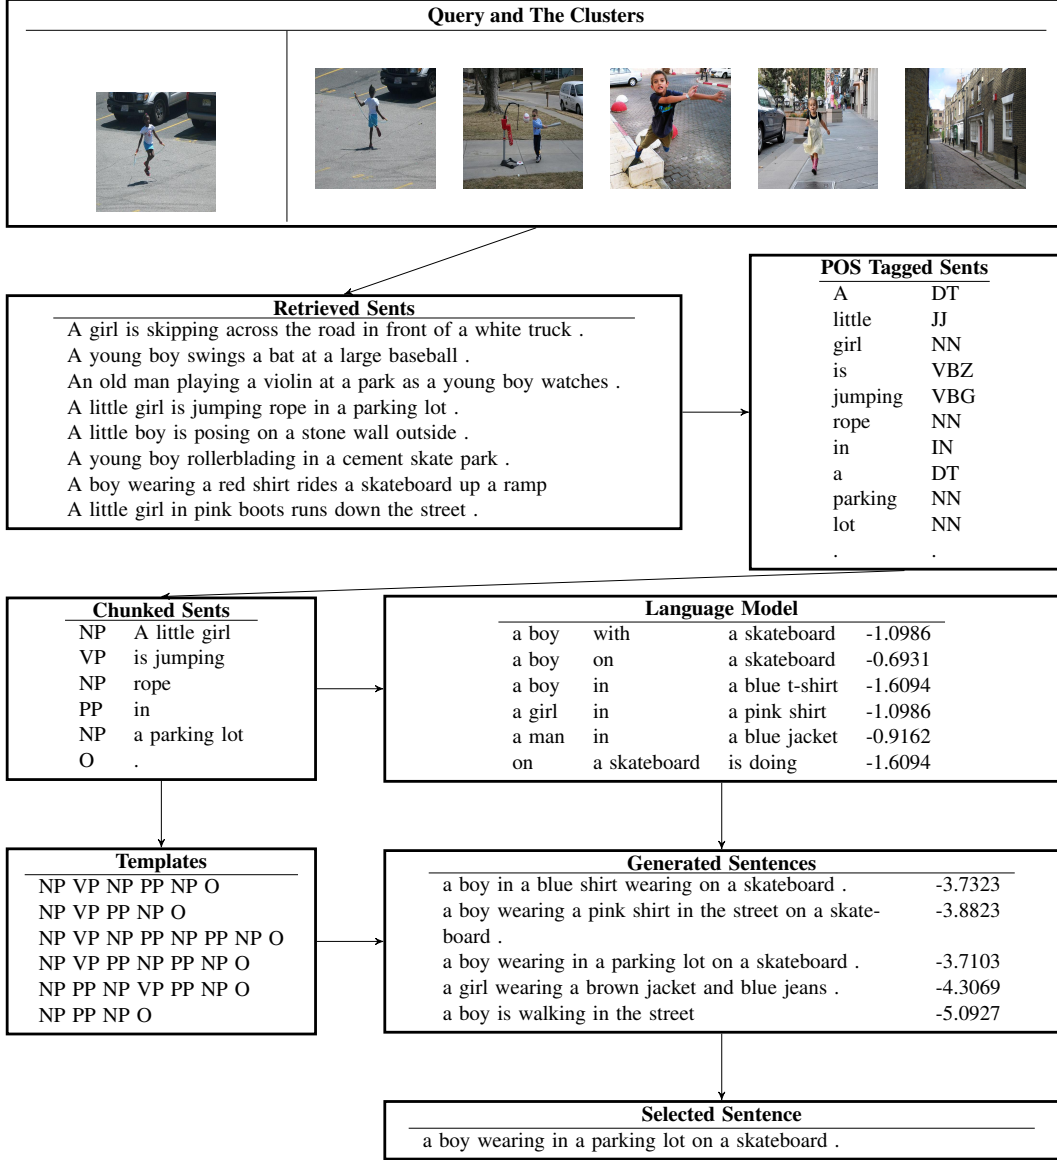 Query and The Clusters
Retrieved Sents
A girl is skipping across the road in front of a white truck .
A young boy swings a bat at a large baseball .
An old man playing a violin at a park as a young boy watches .
A little girl is jumping rope in a parking lot .
A little boy is posing on a stone wall outside .
A young boy rollerblading in a cement skate park .
A boy wearing a red shirt rides a skateboard up a ramp
A little girl in pink boots runs down the street .
POS Tagged Sents
A DT
little JJ
girl NN
is VBZ
jumping VBG
rope NN
in IN
a DT
parking NN
lot NN
. .
Chunked Sents
NP A little girl
VP is jumping
NP rope
PP in
NP a parking lot
O .
Language Model
a boy with a skateboard -1.0986
a boy on a skateboard -0.6931
a boy in a blue t-shirt -1.6094
a girl in a pink shirt -1.0986
a man in a blue jacket -0.9162
on a skateboard is doing -1.6094
Templates
NP VP NP PP NP O
NP VP PP NP O
NP VP NP PP NP PP NP O
NP VP PP NP PP NP O
NP PP NP VP PP NP O
NP PP NP O
Generated Sentences
a boy in a blue shirt wearing on a skateboard . -3.7323
a boy wearing a pink shirt in the street on a skate- -3.8823
board .
a boy wearing in a parking lot on a skateboard . -3.7103
a girl wearing a brown jacket and blue jeans . -4.3069
a boy is walking in the street -5.0927
Selected Sentence
a boy wearing in a parking lot on a skateboard .